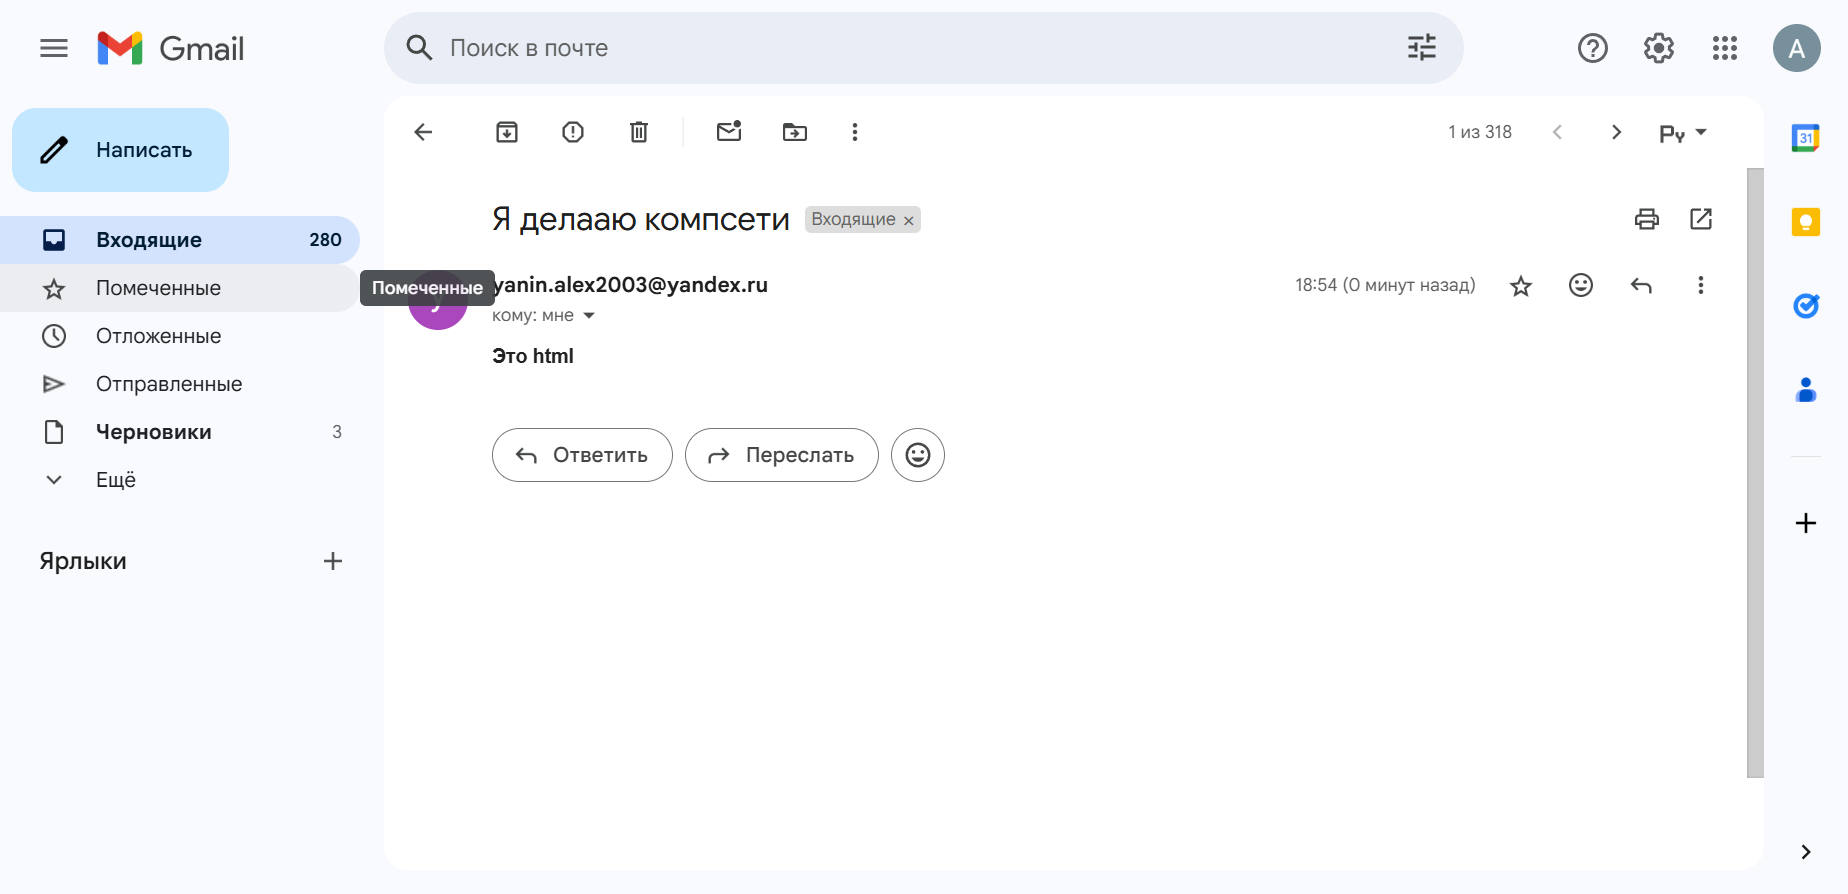 Gmail
Поиск в почте
A
Написать
1 из 318
Ру
31
Я делааю компсети Входящие ×
Входящие 280
Помеченные
Помеченные
yanin.alex2003@yandex.ru
18:54 (0 минут назад)
кому: мне
Отложенные
Это html
Отправленные
Черновики 3
Ответить
Переслать
Ещё
Ярлыки